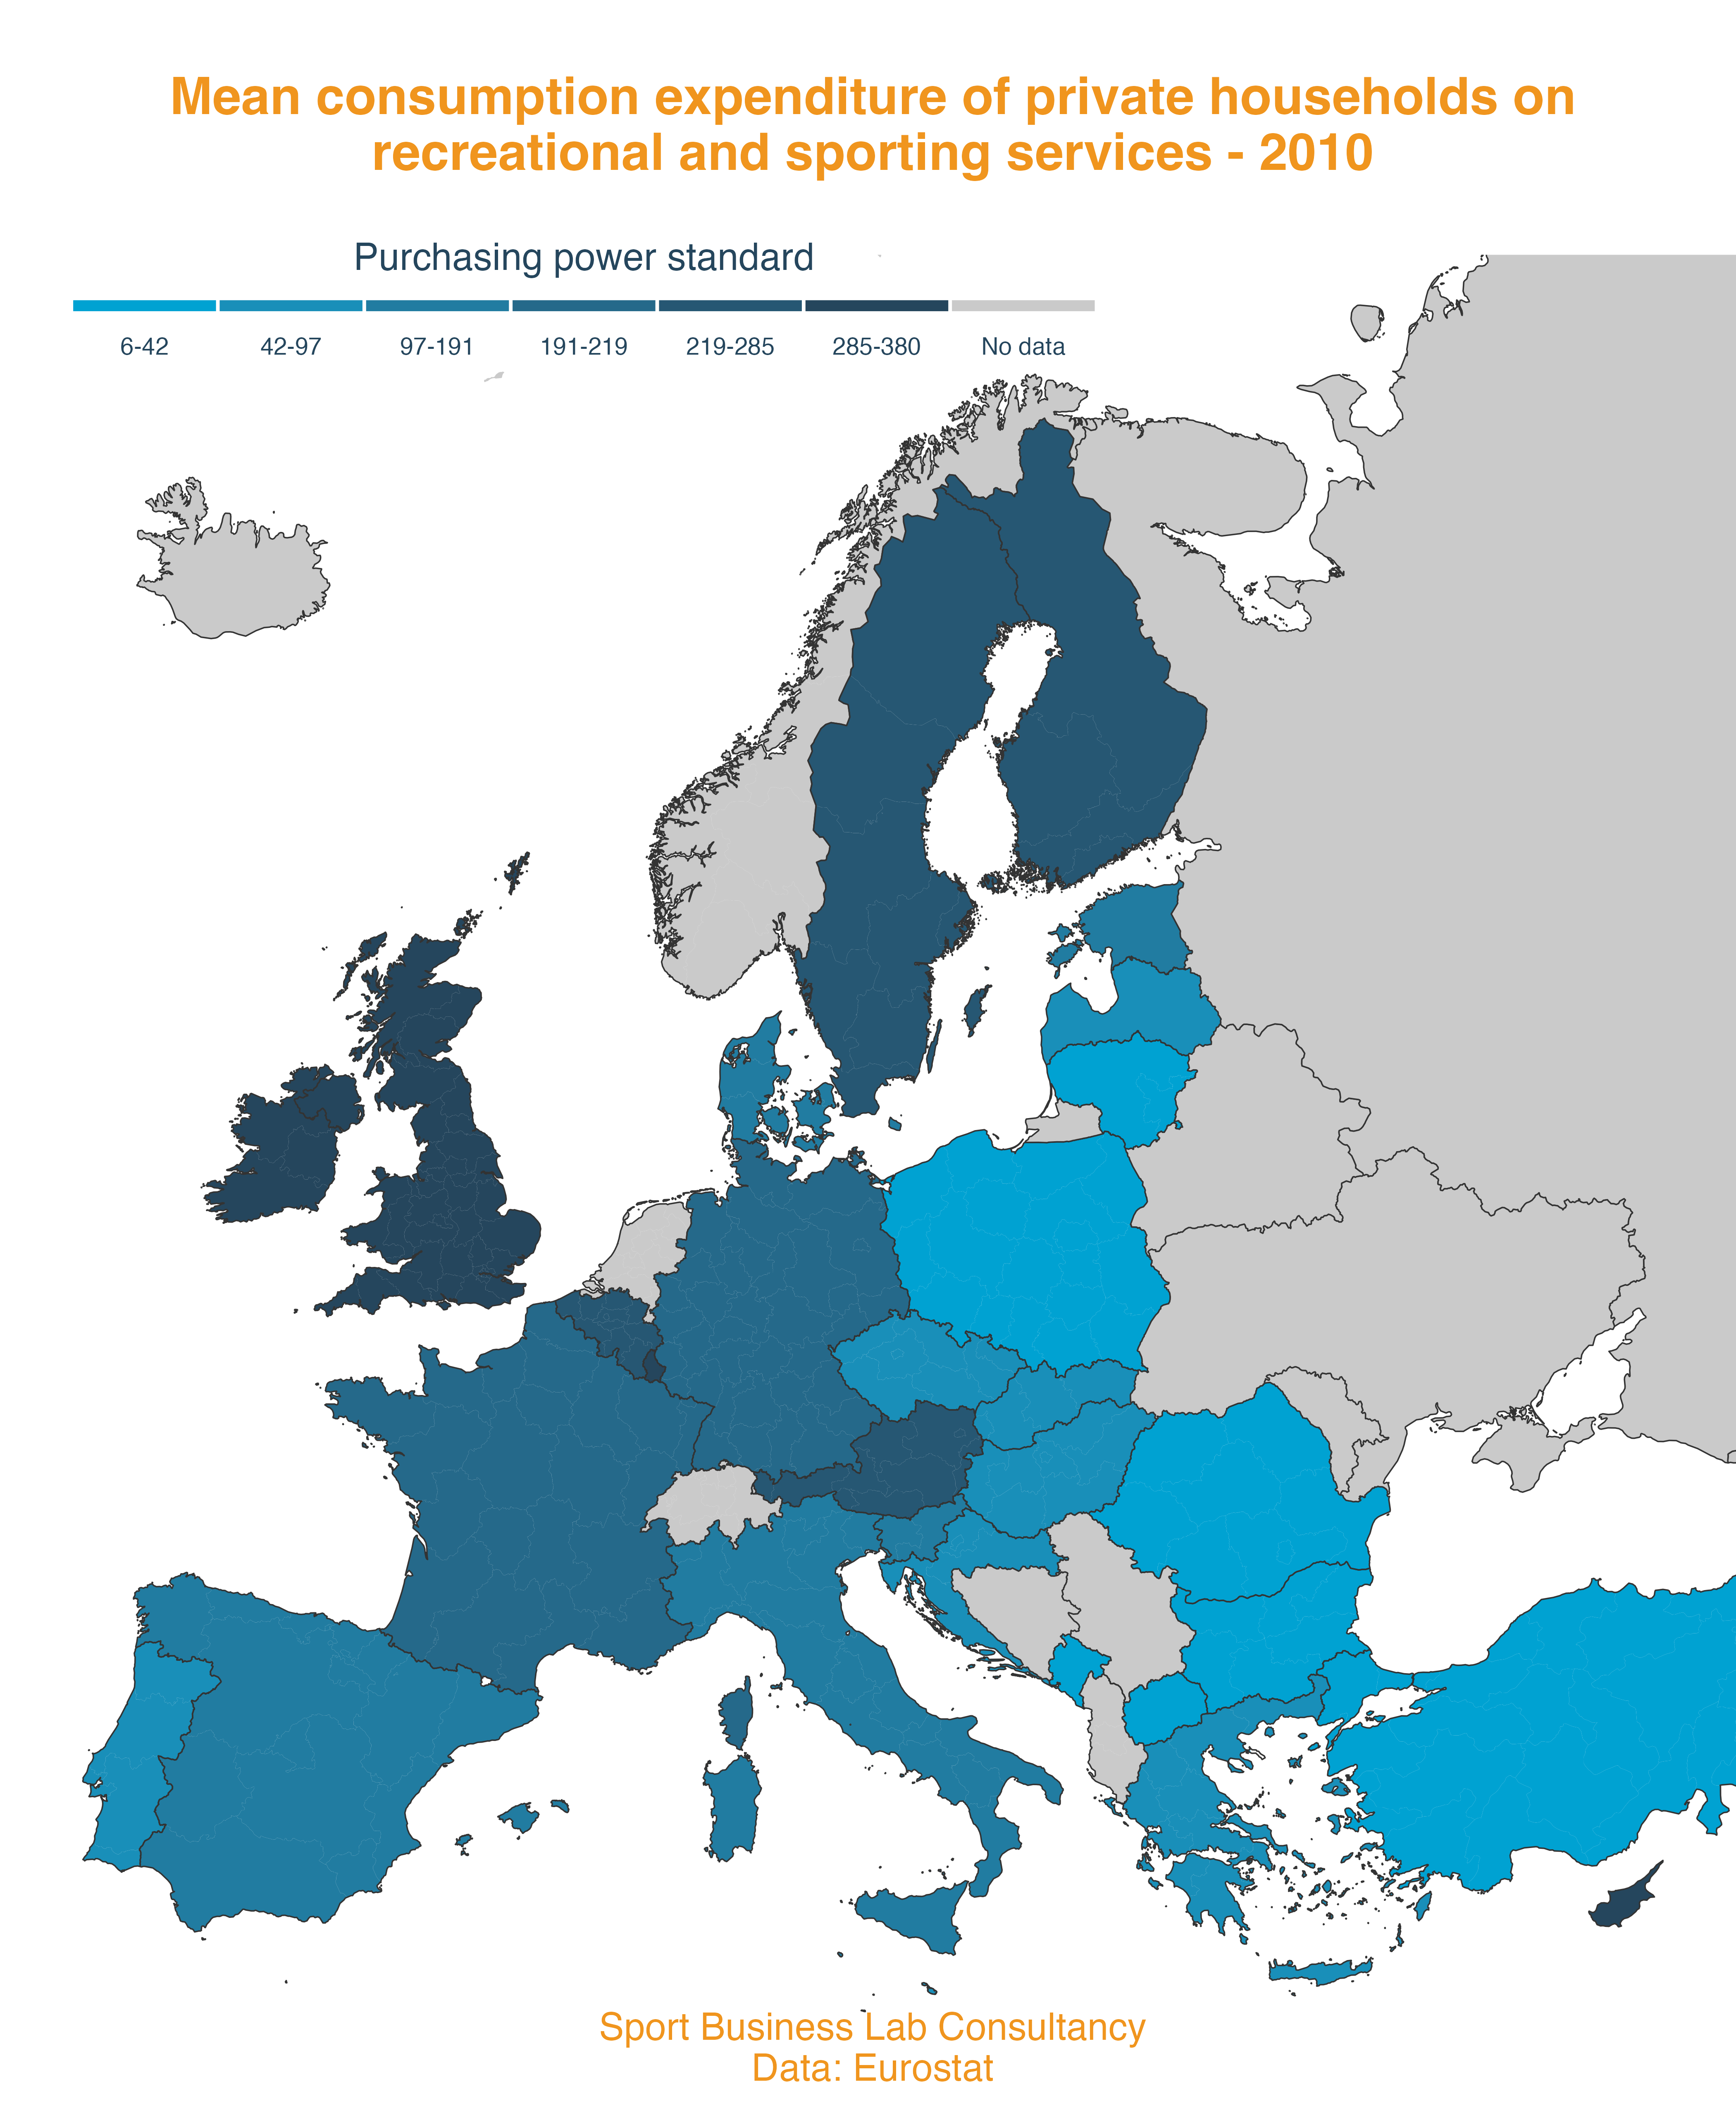 Mean consumption expenditure of private households on
recreational and sporting services - 2010
Purchasing power standard
6-42 42-97 97-191 191-219 219-285 285-380 No data
Sport Business Lab Consultancy
Data: Eurostat